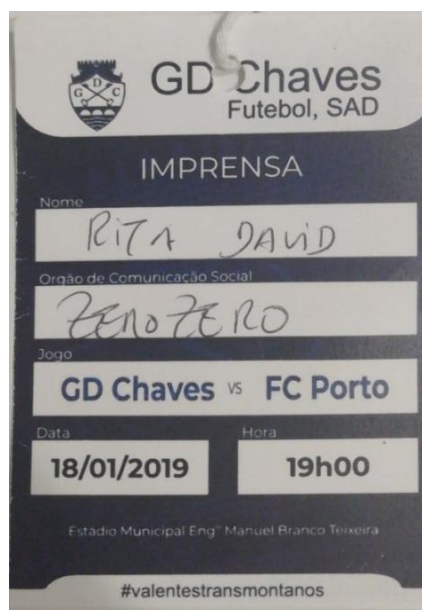 GDC
GD Chaves
Futebol, SAD
IMPRENSA
Nome
RITA DAVID
Orgão de Comunicação Social
ZEROZERO
Jogo
GD Chaves vs FC Porto
Data Hora
18/01/2019 19h00
Estádio Municipal Engº Manuel Branco Teixeira
#valentestransmontanos